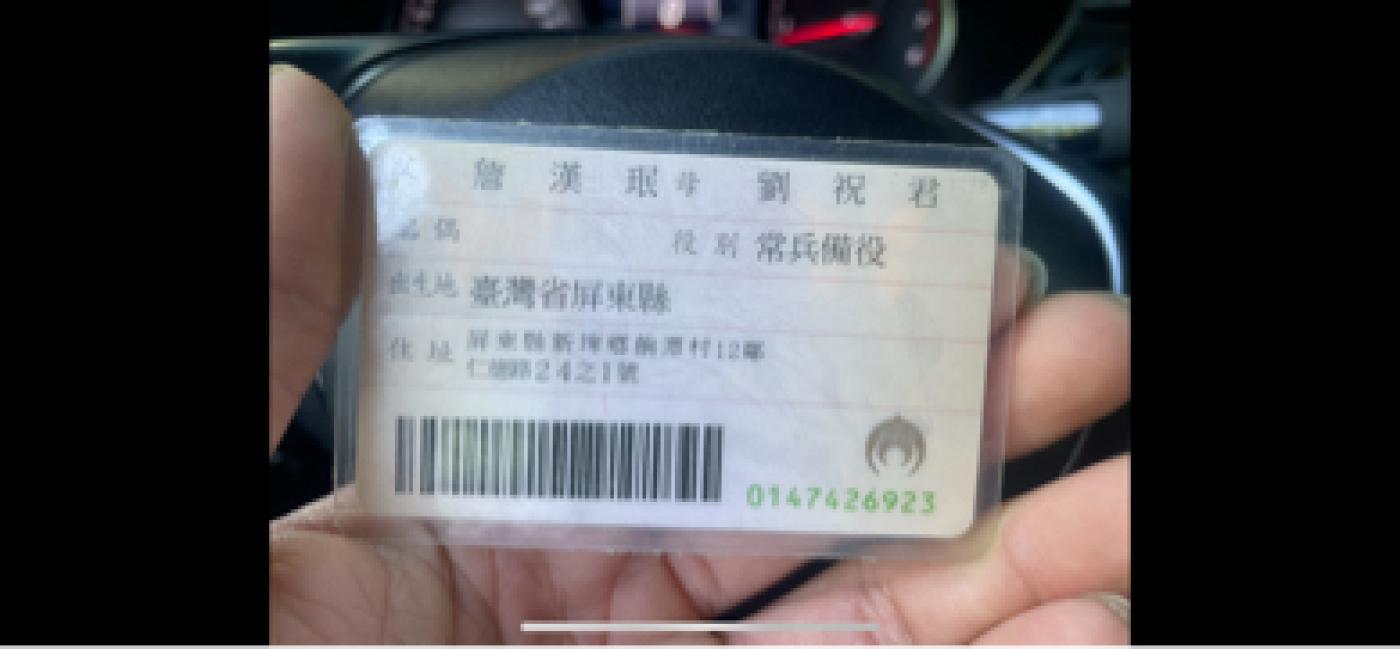 詹漢珉 母 劉祝君
配偶 役別 常兵備役
出生地 臺灣省屏東縣
住址 屏東縣新埤鄉餉潭村12鄰
仁德路24之1號
0147426923